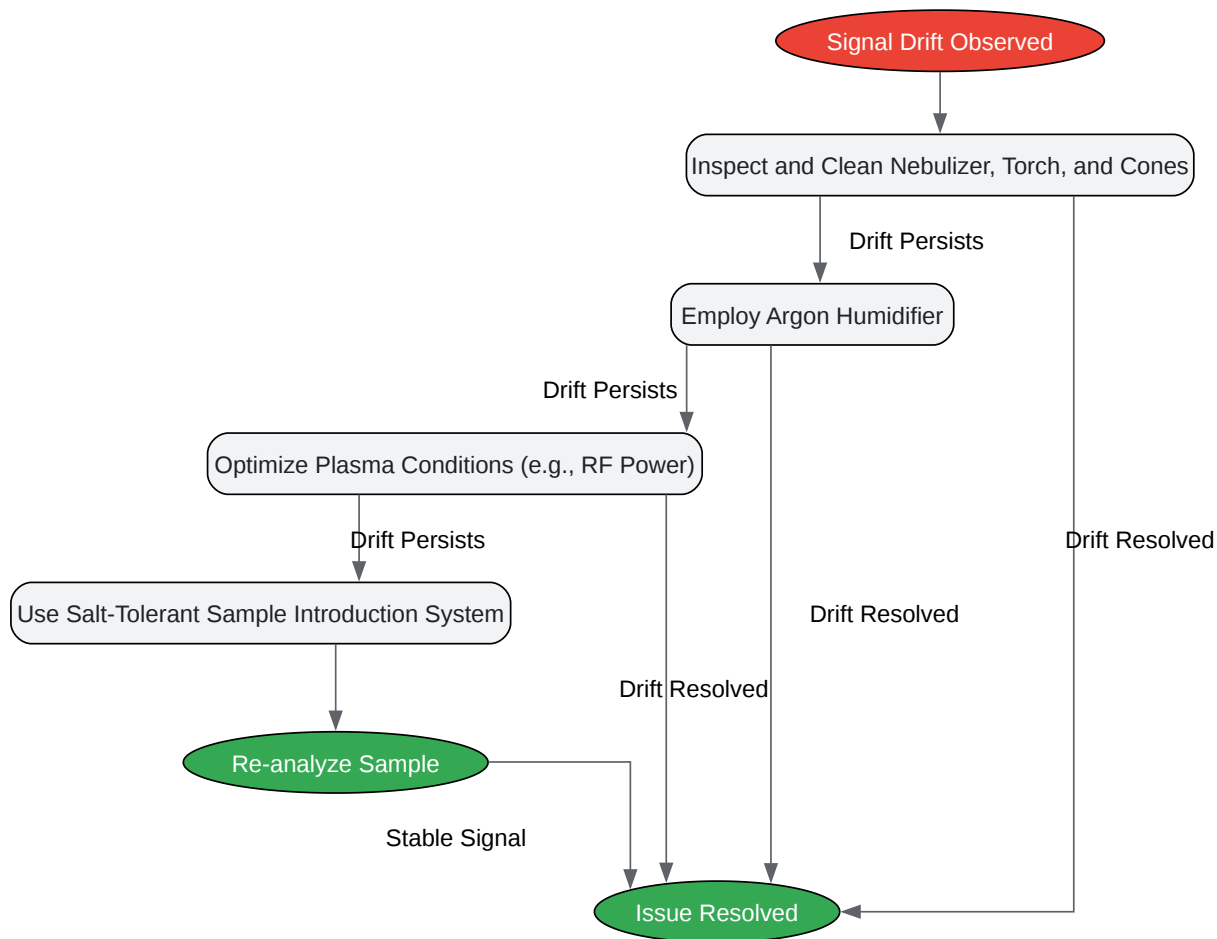 Signal Drift Observed
Inspect and Clean Nebulizer, Torch, and Cones
Drift Persists
Employ Argon Humidifier
Drift Persists
Optimize Plasma Conditions (e.g., RF Power)
Drift Persists
Drift Resolved
Use Salt-Tolerant Sample Introduction System
Drift Resolved
Drift Resolved
Re-analyze Sample
Stable Signal
Issue Resolved